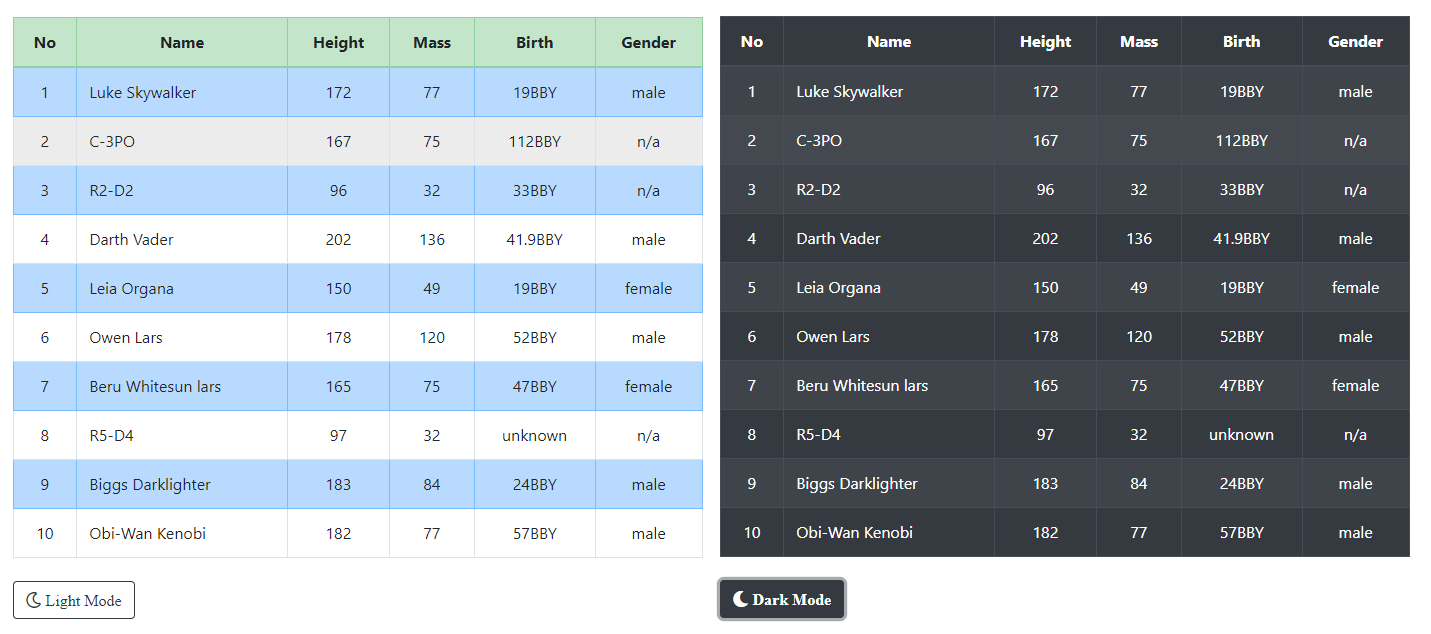 No Name Height Mass Birth Gender
1 Luke Skywalker 172 77 19BBY male
2 C-3PO 167 75 112BBY n/a
3 R2-D2 96 32 33BBY n/a
4 Darth Vader 202 136 41.9BBY male
5 Leia Organa 150 49 19BBY female
6 Owen Lars 178 120 52BBY male
7 Beru Whitesun lars 165 75 47BBY female
8 R5-D4 97 32 unknown n/a
9 Biggs Darklighter 183 84 24BBY male
10 Obi-Wan Kenobi 182 77 57BBY male
Light Mode
No Name Height Mass Birth Gender
1 Luke Skywalker 172 77 19BBY male
2 C-3PO 167 75 112BBY n/a
3 R2-D2 96 32 33BBY n/a
4 Darth Vader 202 136 41.9BBY male
5 Leia Organa 150 49 19BBY female
6 Owen Lars 178 120 52BBY male
7 Beru Whitesun lars 165 75 47BBY female
8 R5-D4 97 32 unknown n/a
9 Biggs Darklighter 183 84 24BBY male
10 Obi-Wan Kenobi 182 77 57BBY male
Dark Mode